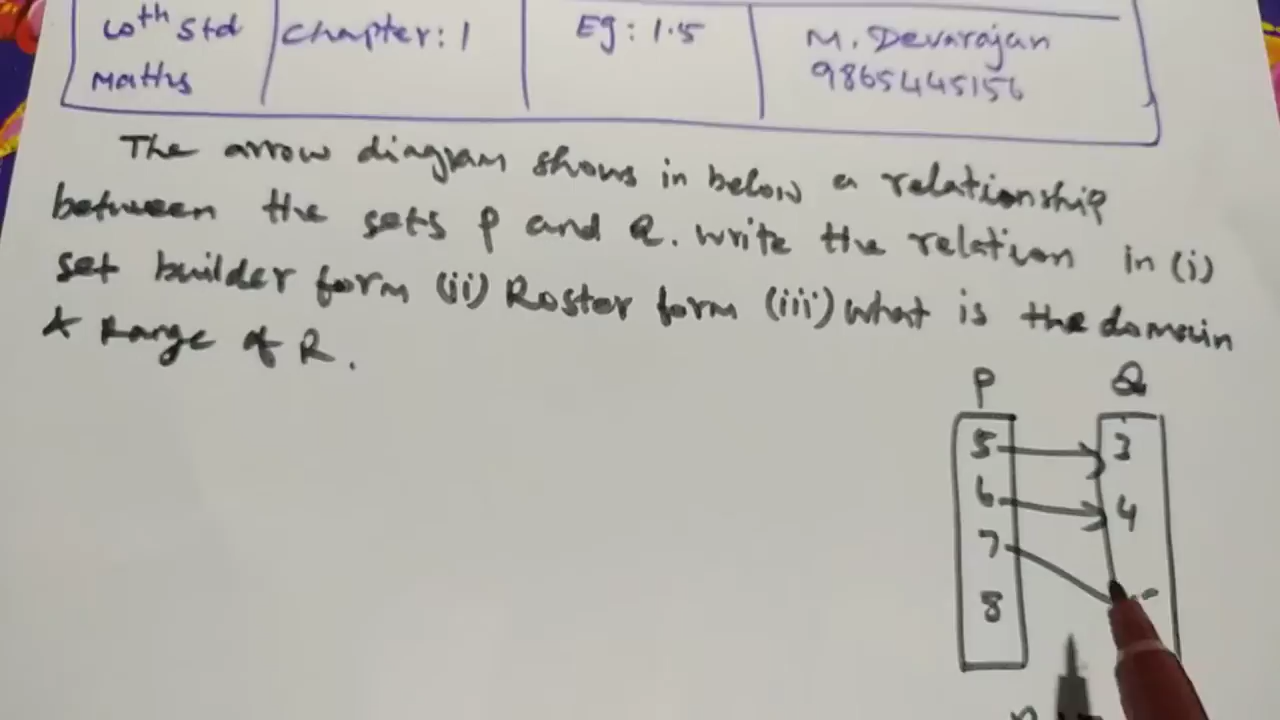 10th Std
Maths
Chapter: 1
Eg: 1.5
M. Devarajan
9865445156
The arrow diagram shows in below a relationship
between the sets P and Q. write the relation in (i)
set builder form (ii) Roster form (iii) what is the domain
& Range of R.
P Q
5 3
6 4
7
8